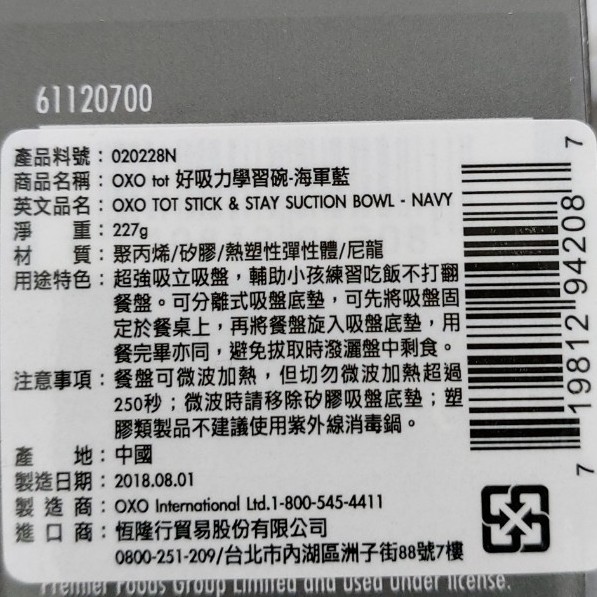 61120700
產品料號：020228N
商品名稱：OXO tot 好吸力學習碗-海軍藍
英文品名：OXO TOT STICK & STAY SUCTION BOWL - NAVY
淨　　重：227g
材　　質：聚丙烯/矽膠/熱塑性彈性體/尼龍
用途特色：超強吸立吸盤，輔助小孩練習吃飯不打翻
餐盤。可分離式吸盤底墊，可先將吸盤固
定於餐桌上，再將餐盤旋入吸盤底墊，用
餐完畢亦同，避免拔取時潑灑盤中剩食。
注意事項：餐盤可微波加熱，但切勿微波加熱超過
250秒；微波時請移除矽膠吸盤底墊；塑
膠類製品不建議使用紫外線消毒鍋。
產　　地：中國
製造日期：2018.08.01
製 造 商：OXO International Ltd.1-800-545-4411
進 口 商：恆隆行貿易股份有限公司
0800-251-209/台北市內湖區洲子街88號7樓
7 19812 94208 7
Premier Foods Group Limited and used under license.